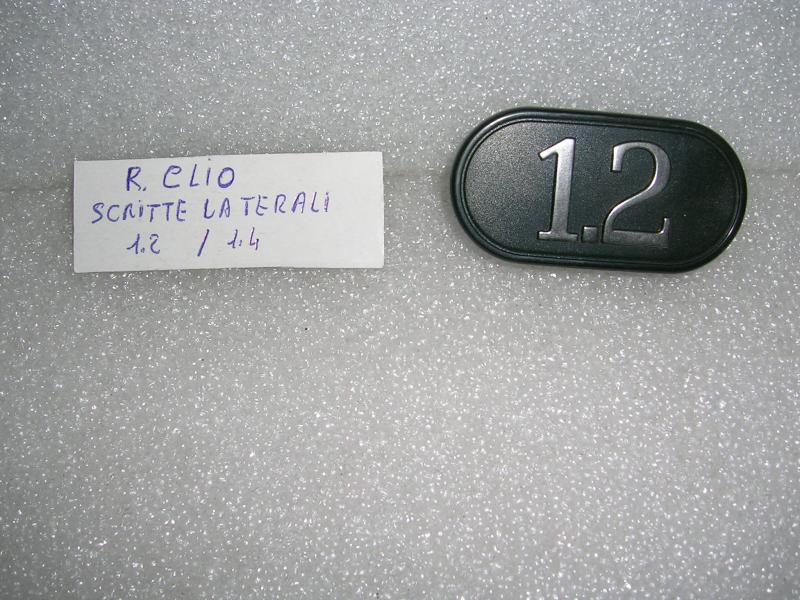 R. CLIO
SCRITTE LATERALI
1.2 / 1.4
1.2